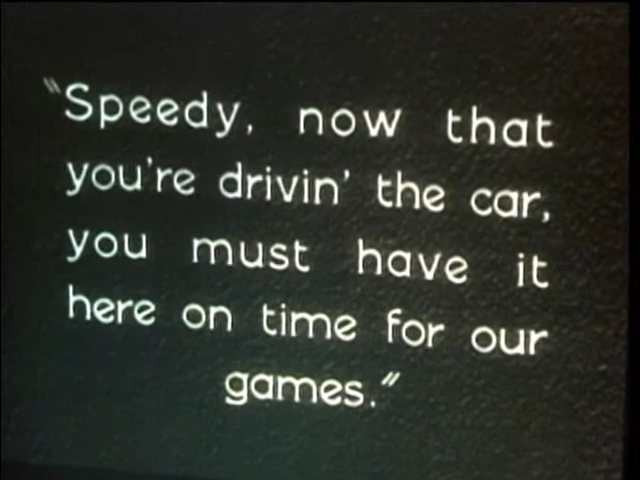 "Speedy, now that
you're drivin' the car,
you must have it
here on time for our
games."